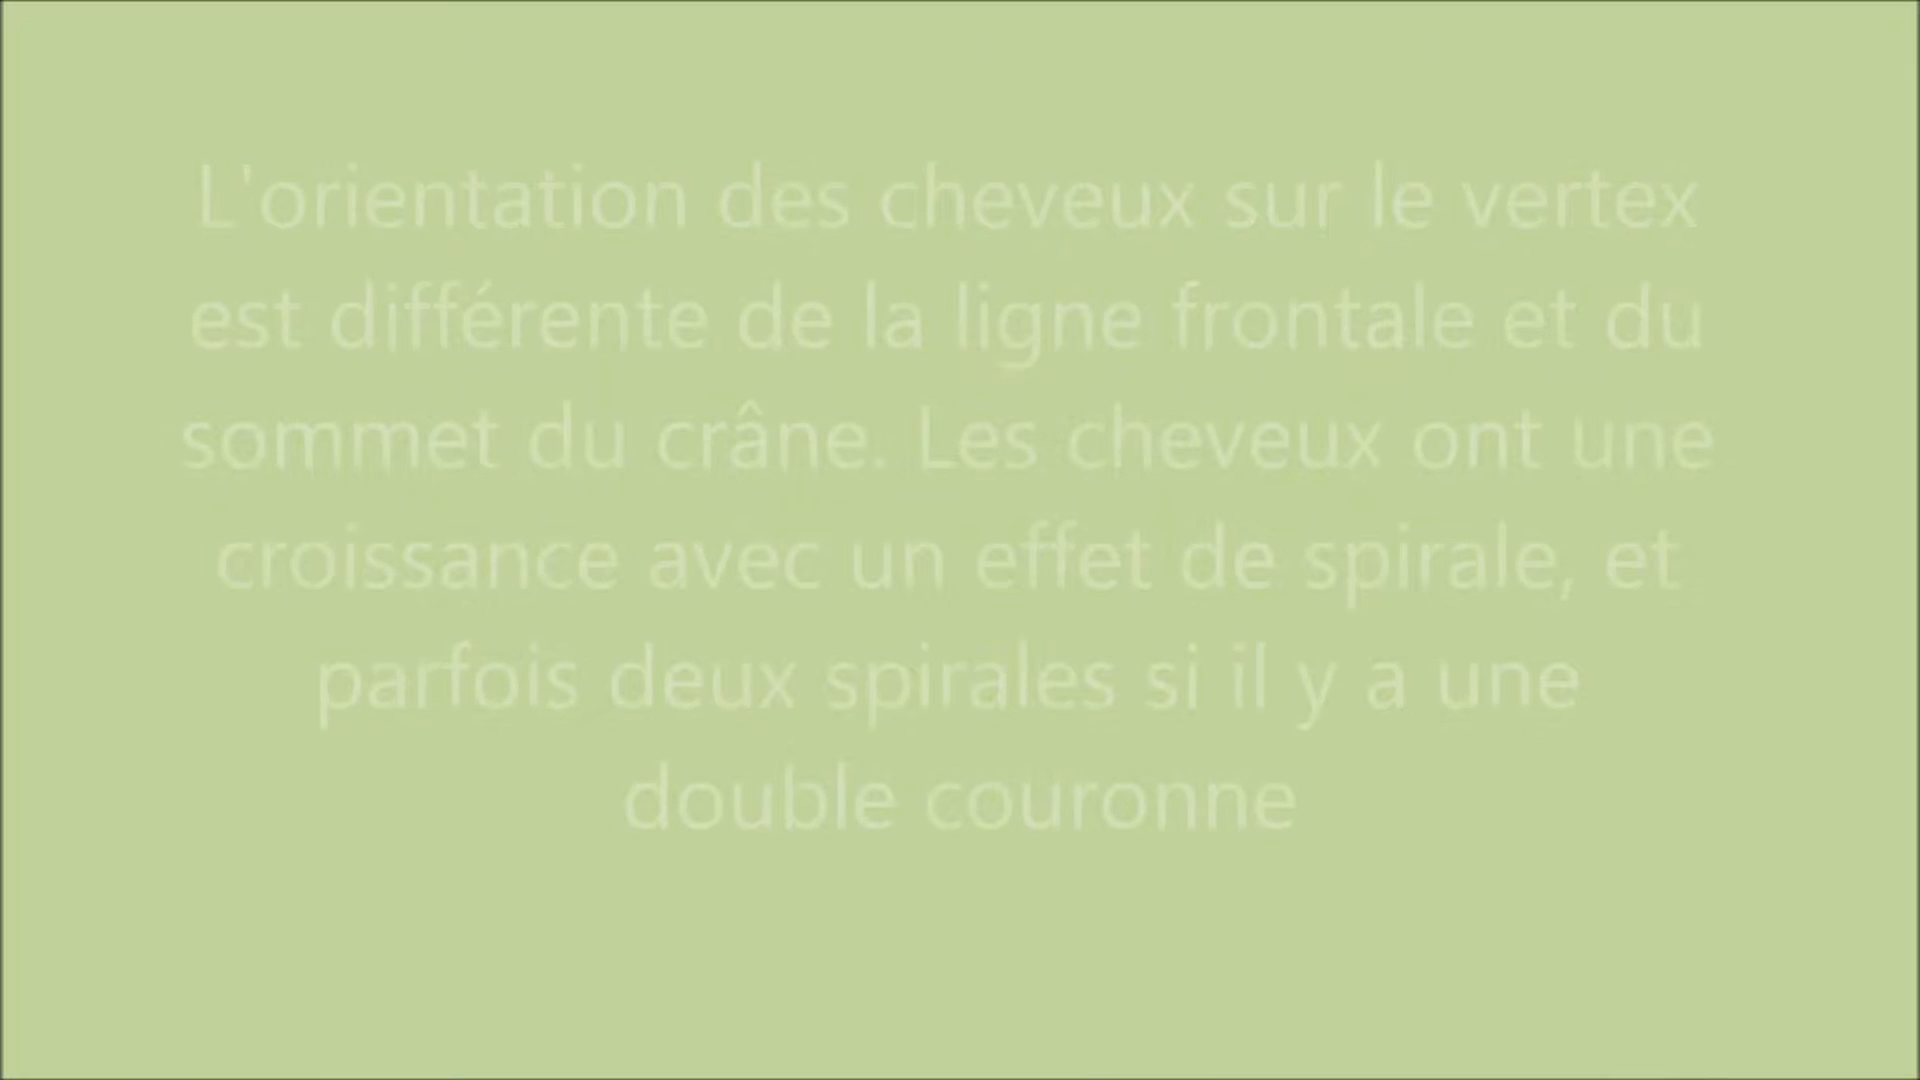 L'orientation des cheveux sur le vertex
est différente de la ligne frontale et du
sommet du crâne. Les cheveux ont une
croissance avec un effet de spirale, et
parfois deux spirales si il y a une
double couronne